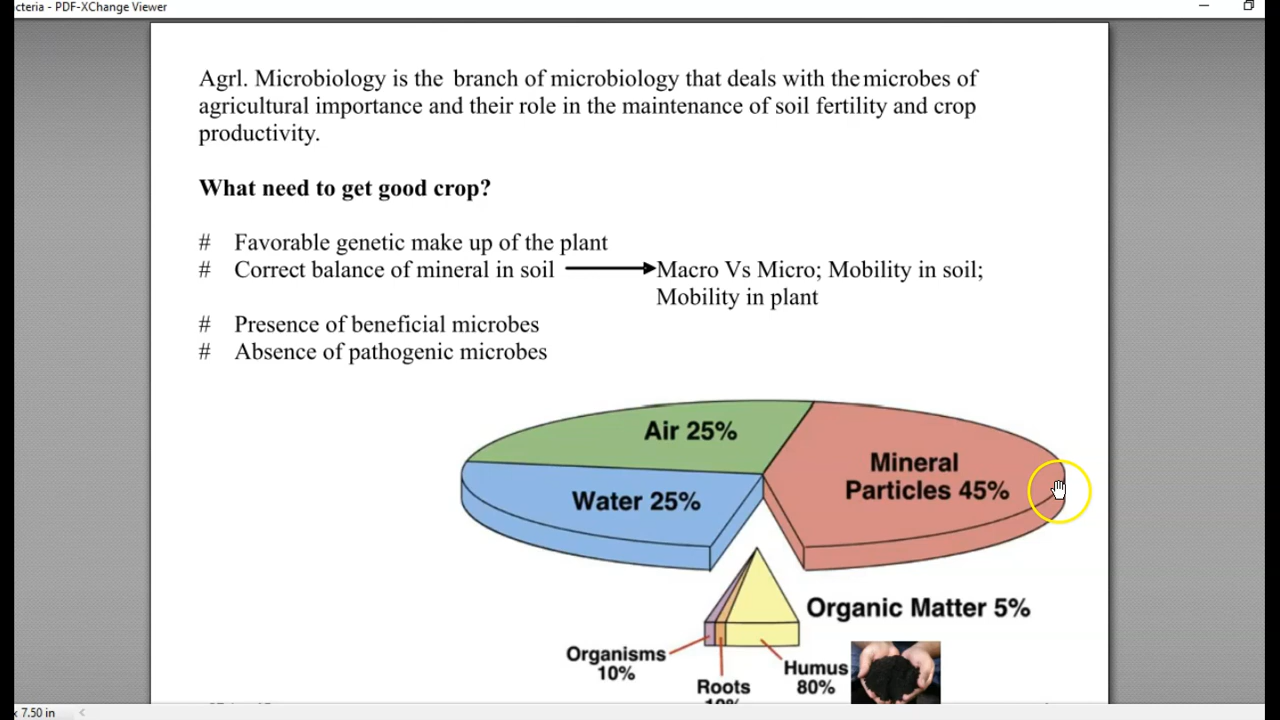 cteria - PDF-XChange Viewer
Agrl. Microbiology is the branch of microbiology that deals with the microbes of
agricultural importance and their role in the maintenance of soil fertility and crop
productivity.
What need to get good crop?
# Favorable genetic make up of the plant
# Correct balance of mineral in soil Macro Vs Micro; Mobility in soil;
Mobility in plant
# Presence of beneficial microbes
# Absence of pathogenic microbes
Air 25%
Mineral
Particles 45%
Water 25%
Organic Matter 5%
Organisms
10%
Humus
80%
Roots
10%
x 7.50 in